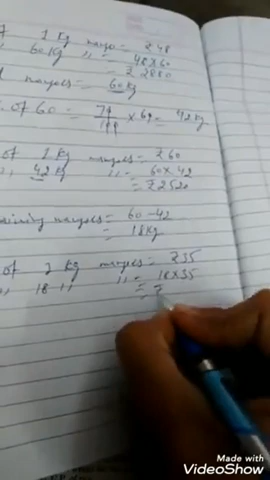 1 Kg mangoes = ₹ 48
60 kg " = 48 x 60
= ₹ 2880
mangoes = 60 kg
of 60 = 70/100 x 60 = 42 kg
of 1 kg mangoes = ₹ 60
" 42 kg " = 60 x 42
= ₹ 2520
mangoes = 60 - 42
= 18 kg
of 1 kg mangoes = ₹35
" 18 " " = 18 x 35
=
Made with
VideoShow